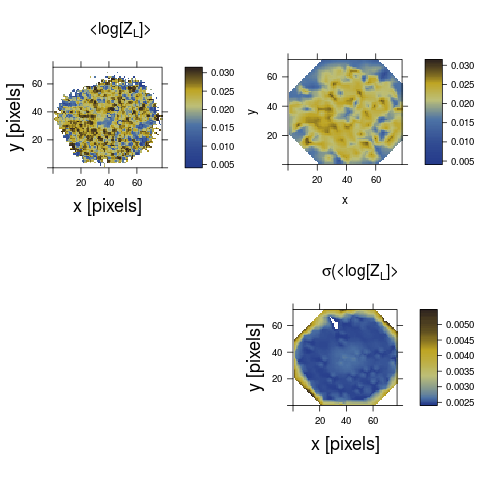 <log[Z_L]>
60
40
20
20 40 60
x [pixels]
y [pixels]
0.030
0.025
0.020
0.015
0.010
0.005
60
40
20
20 40 60
x
y
0.030
0.025
0.020
0.015
0.010
0.005
σ(<log[Z_L]>
60
40
20
20 40 60
x [pixels]
y [pixels]
0.0050
0.0045
0.0040
0.0035
0.0030
0.0025